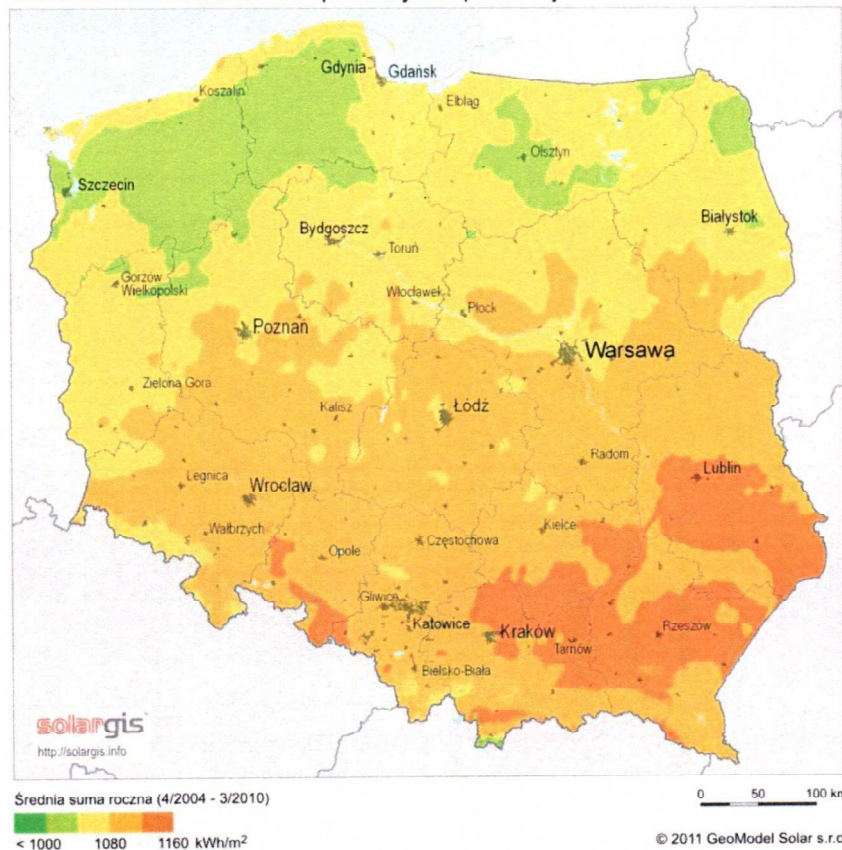 Gdynia
Gdańsk
Koszalin
Elbląg
Olsztyn
Szczecin
Białystok
Bydgoszcz
Toruń
Gorzów
Wielkopolski
Włocławek
Płock
Poznań
Warsawa
Zielona Góra
Kalisz
Łódź
Radom
Lublin
Legnica
Wrocław
Wałbrzych
Kielce
Opole
Częstochowa
Gliwice
Katowice
Kraków
Tarnów
Rzeszów
Bielsko-Biała
solargis
http://solargis.info
Średnia suma roczna (4/2004 - 3/2010)
0 50 100 km
< 1000 1080 1160 kWh/m²
© 2011 GeoModel Solar s.r.o